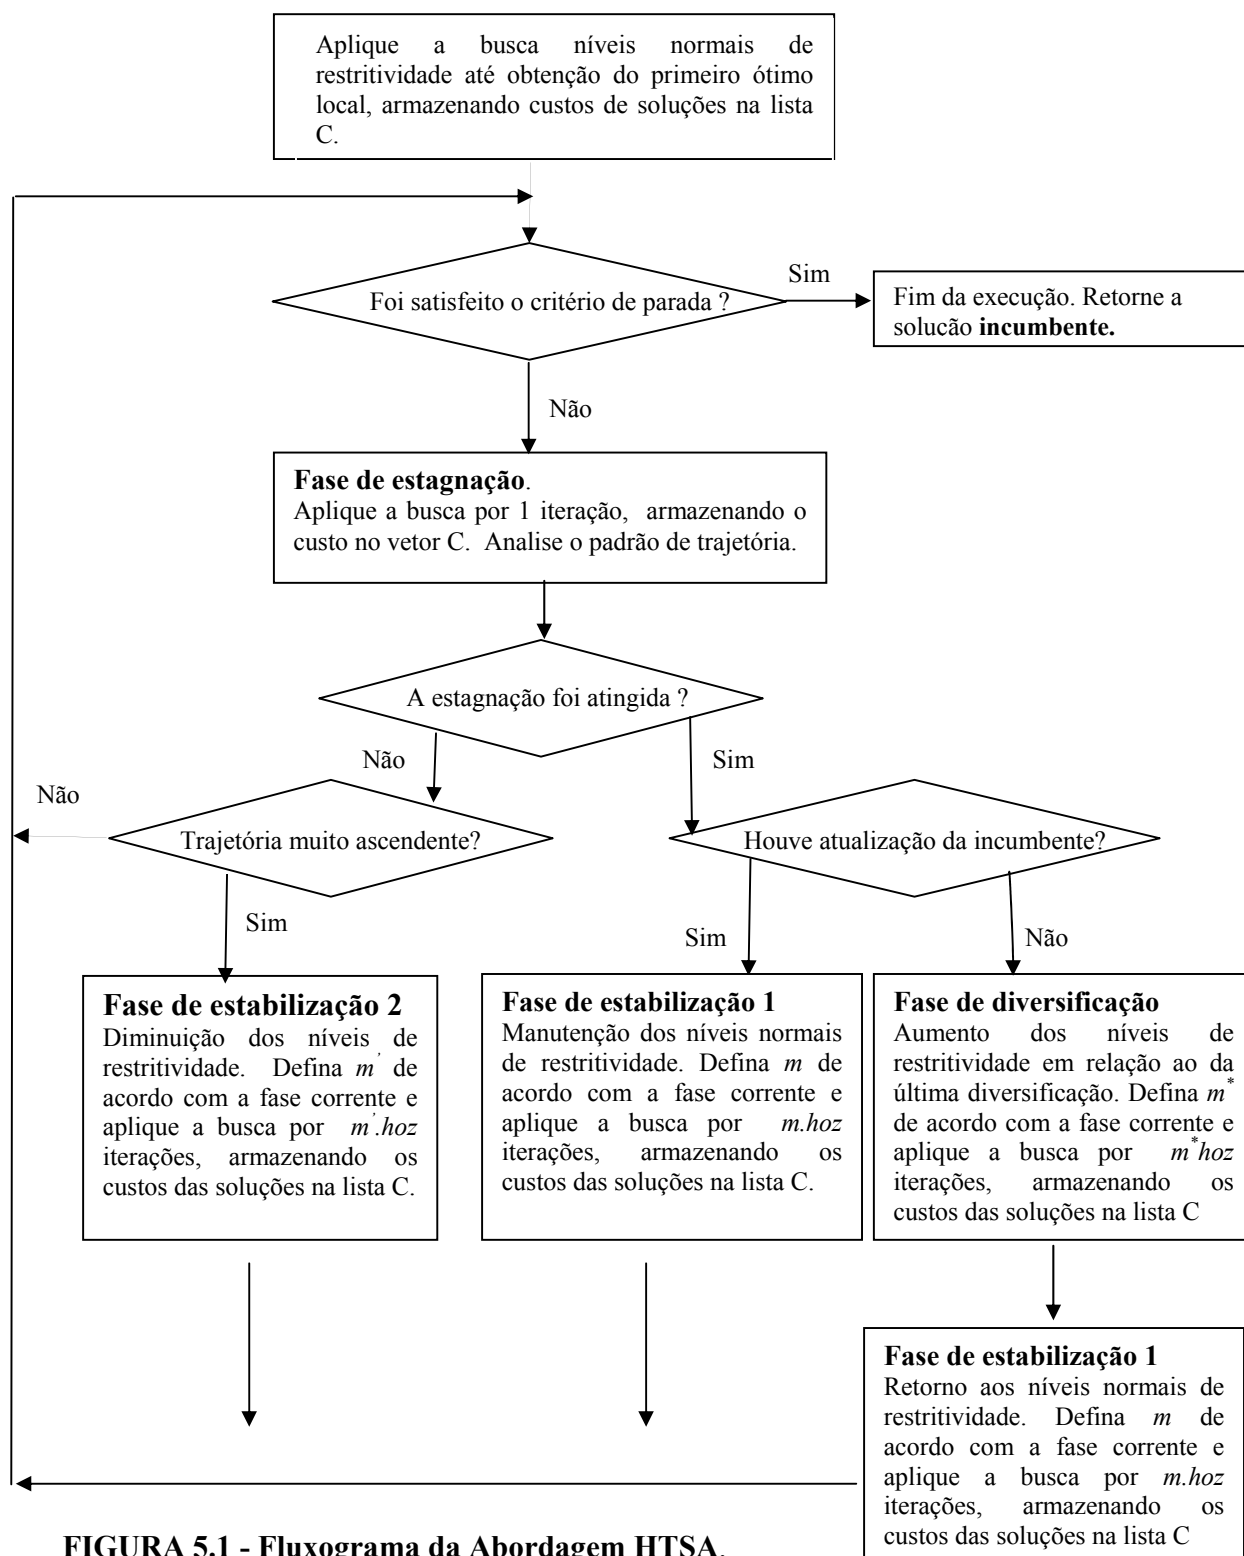 Aplique a busca níveis normais de
restritividade até obtenção do primeiro ótimo
local, armazenando custos de soluções na lista
C.
Sim
Foi satisfeito o critério de parada ?
Fim da execução. Retorne a
solucão incumbente.
Não
Fase de estagnação.
Aplique a busca por 1 iteração, armazenando o
custo no vetor C. Analise o padrão de trajetória.
A estagnação foi atingida ?
Não
Sim
Não
Trajetória muito ascendente?
Houve atualização da incumbente?
Sim
Sim
Não
Fase de estabilização 2
Diminuição dos níveis de
restritividade. Defina m' de
acordo com a fase corrente e
aplique a busca por m'.hoz
iterações, armazenando os
custos das soluções na lista C.
Fase de estabilização 1
Manutenção dos níveis normais
de restritividade. Defina m de
acordo com a fase corrente e
aplique a busca por m.hoz
iterações, armazenando os
custos das soluções na lista C.
Fase de diversificação
Aumento dos níveis de
restritividade em relação ao da
última diversificação. Defina m*
de acordo com a fase corrente e
aplique a busca por m*hoz
iterações, armazenando os
custos das soluções na lista C
Fase de estabilização 1
Retorno aos níveis normais de
restritividade. Defina m de
acordo com a fase corrente e
aplique a busca por m.hoz
iterações, armazenando os
custos das soluções na lista C
FIGURA 5.1 - Fluxograma da Abordagem HTSA.